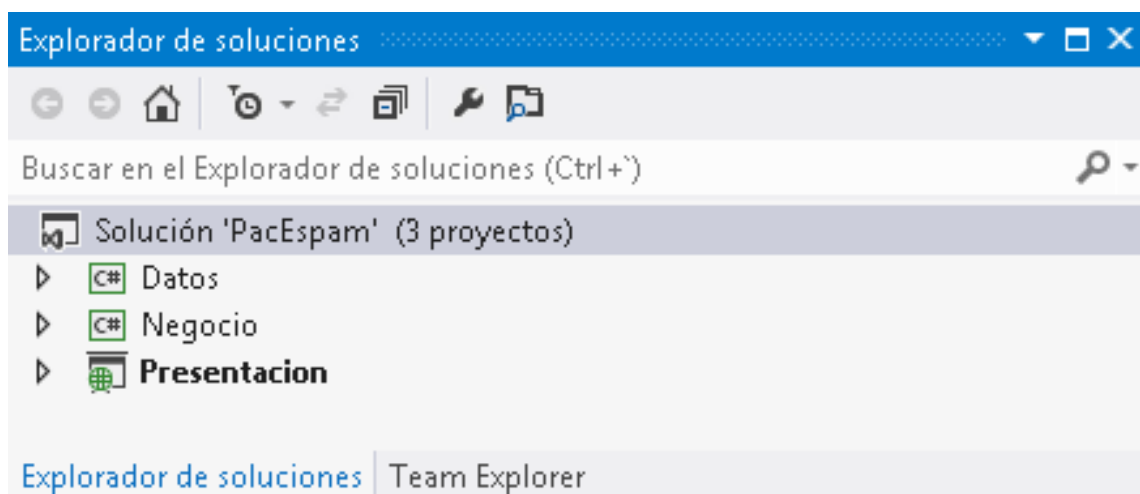 Explorador de soluciones
Buscar en el Explorador de soluciones (Ctrl+`)
Solución 'PacEspam' (3 proyectos)
C# Datos
C# Negocio
Presentacion
Explorador de soluciones Team Explorer